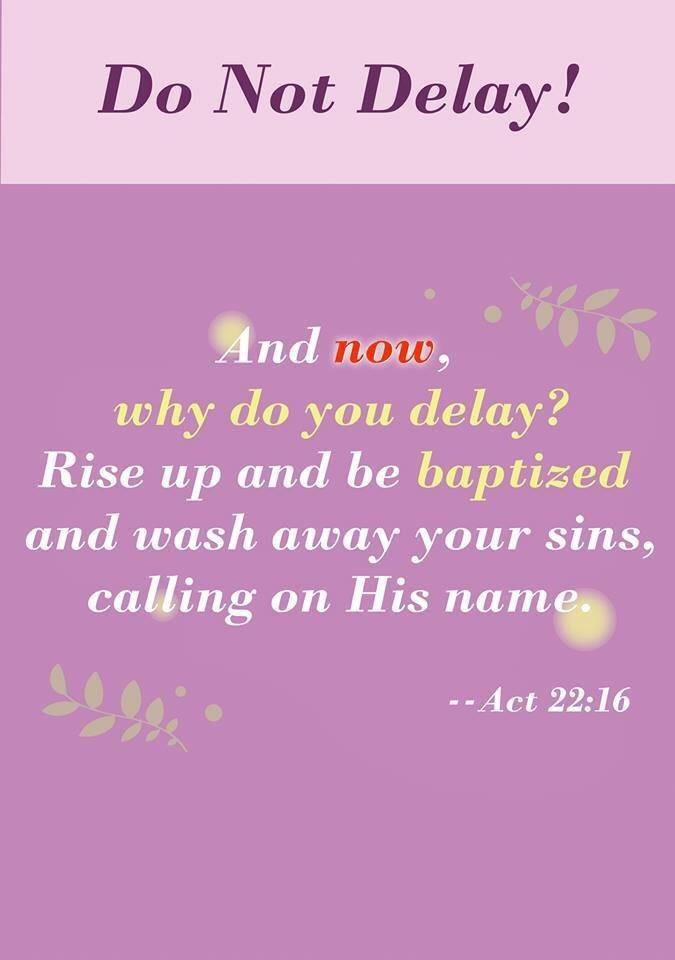 Do Not Delay!
And now,
why do you delay?
Rise up and be baptized
and wash away your sins,
calling on His name.
--Act 22:16